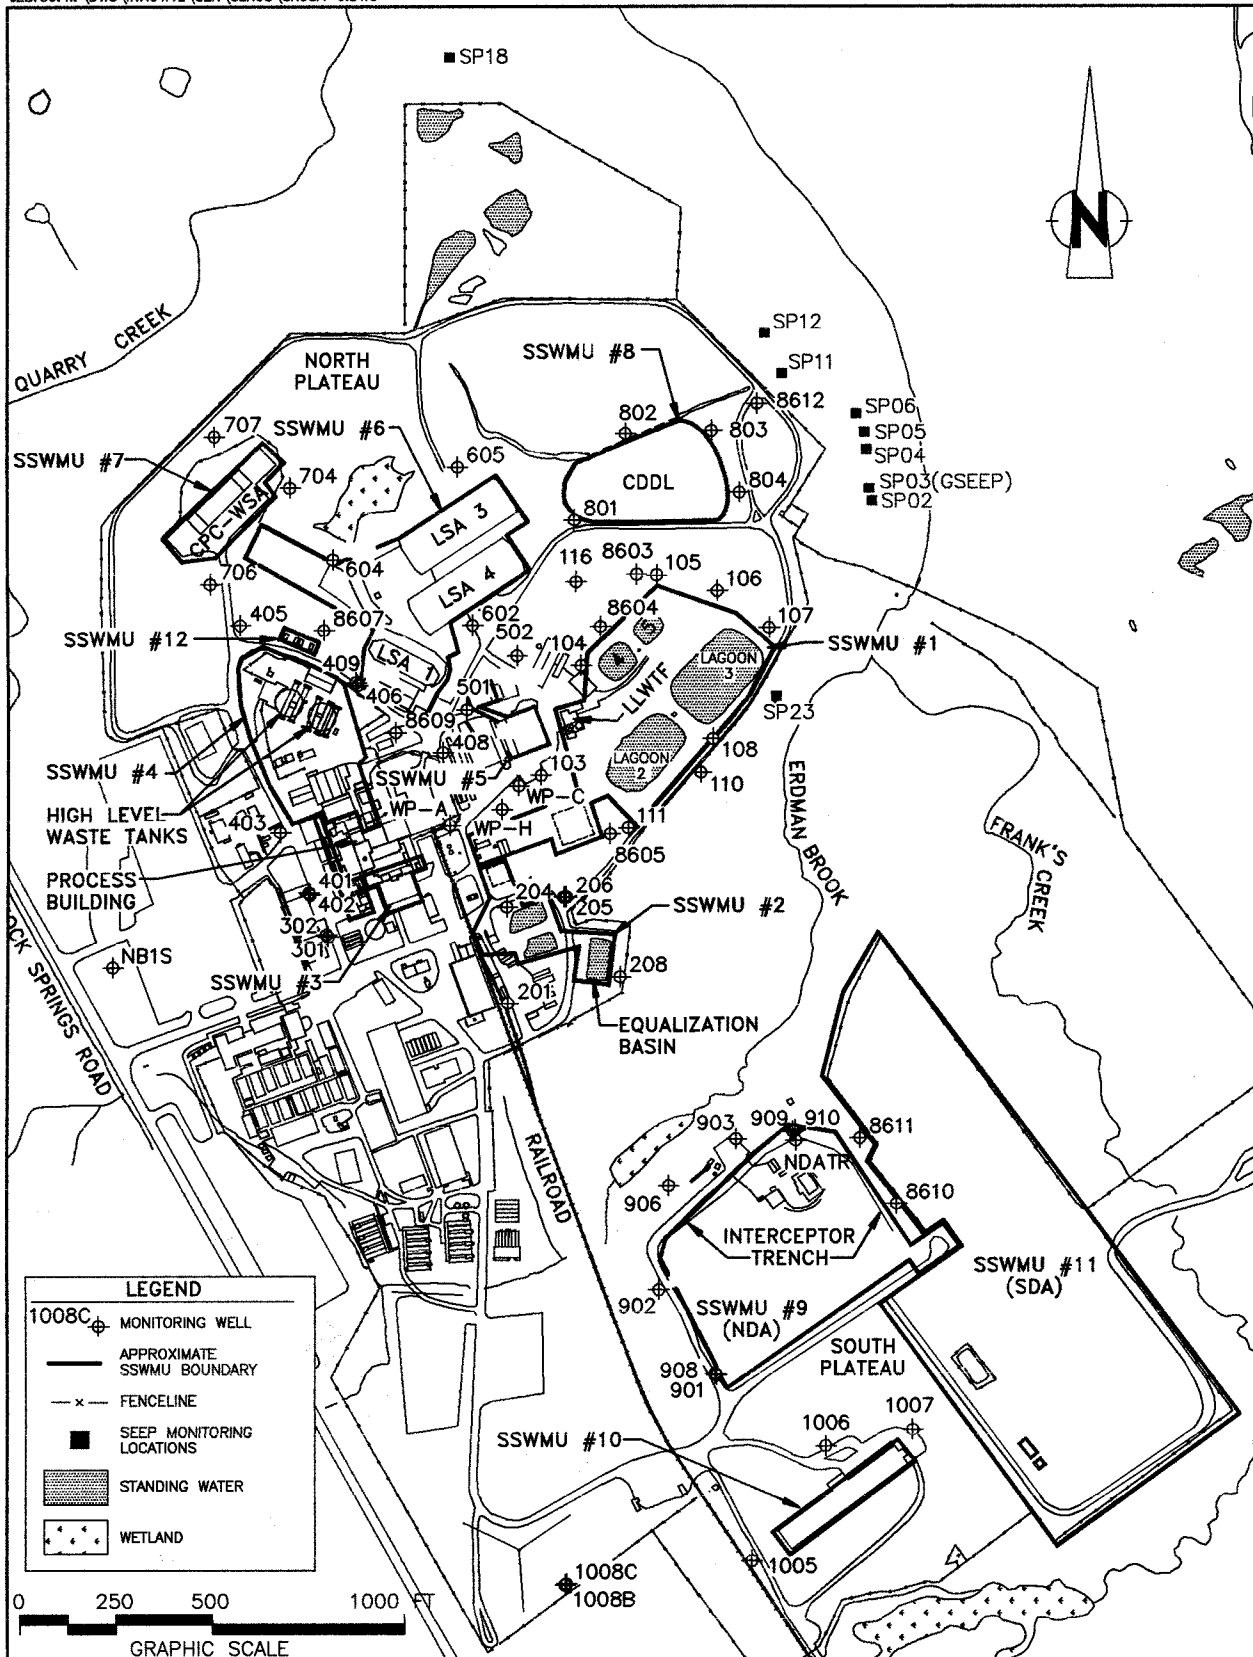 SP18
N
QUARRY CREEK
NORTH
PLATEAU
SSWMU #8
SP12
SP11
8612
SP06
SP05
SP04
SP03(GSEEP)
SP02
802
803
804
801
CDDL
707
SSWMU #6
SSWMU #7
704
605
CPC-WSA
LSA 3
LSA 4
604
706
116
8603
105
106
107
405
8607
602
8604
SSWMU #12
502
104
5
4
SSWMU #1
LAGOON
3
409
LSA 1
406
501
LLWTF
SP23
8609
408
b
SSWMU #4
SSWMU #5
103
LAGOON
2
108
110
HIGH LEVEL
WASTE TANKS
WP-A
WP-C
WP-H
403
111
8605
ERDMAN BROOK
FRANK'S
CREEK
PROCESS
BUILDING
401
402
204
206
205
SSWMU #2
302
301
NB1S
SSWMU #3
201
208
EQUALIZATION
BASIN
OCK SPRINGS ROAD
RAILROAD
903
909
910
8611
NDATR
906
8610
INTERCEPTOR
TRENCH
SSWMU #11
(SDA)
902
SSWMU #9
(NDA)
SOUTH
PLATEAU
908
901
1006
1007
SSWMU #10
1005
1008C
1008B
LEGEND
1008C MONITORING WELL
APPROXIMATE
SSWMU BOUNDARY
x FENCELINE
SEEP MONITORING
LOCATIONS
STANDING WATER
WETLAND
0 250 500 1000 FT
GRAPHIC SCALE